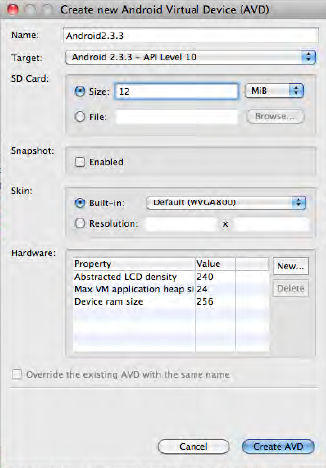 Create new Android Virtual Device (AVD)
Name: Android2.3.3
Target: Android 2.3.3 - API Level 10
SD Card:
Size: 12 MiB
File: Browse...
Snapshot:
Enabled
Skin:
Built-in: Default (WVGA800)
Resolution: x
Hardware:
Property Value New...
Abstracted LCD density 240
Max VM application heap si 24 Delete
Device ram size 256
Override the existing AVD with the same name
Cancel Create AVD